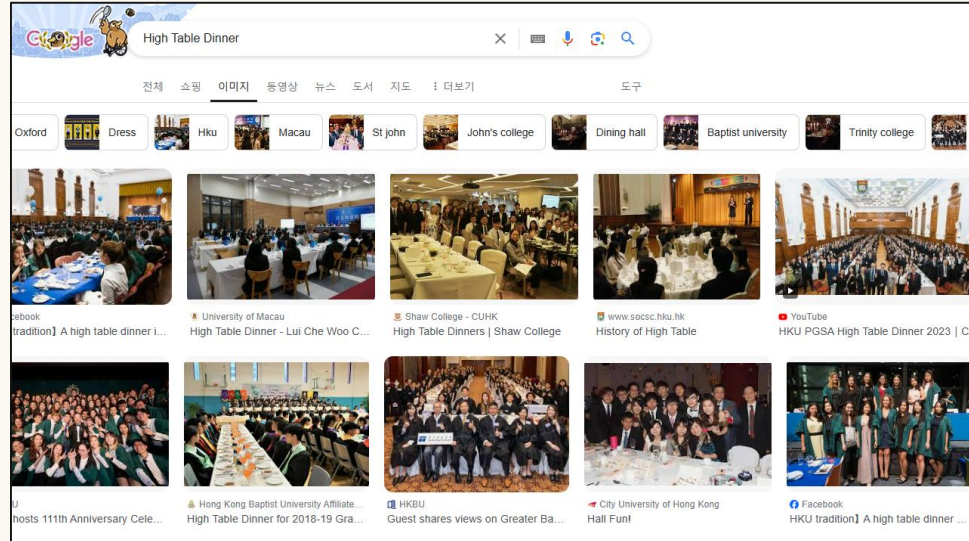 Google
High Table Dinner
전체 쇼핑 이미지 동영상 뉴스 도서 지도 ⋮ 더보기 도구
Oxford Dress Hku Macau St john John's college Dining hall Baptist university Trinity college
cebook University of Macau Shaw College - CUHK www.socsc.hku.hk YouTube
tradition】 A high table dinner i... High Table Dinner - Lui Che Woo C... High Table Dinners | Shaw College History of High Table HKU PGSA High Table Dinner 2023 | C
U Hong Kong Baptist University Affiliate... HKBU City University of Hong Kong Facebook
hosts 111th Anniversary Cele... High Table Dinner for 2018-19 Gra... Guest shares views on Greater Ba... Hall Fun! HKU tradition】 A high table dinner ...